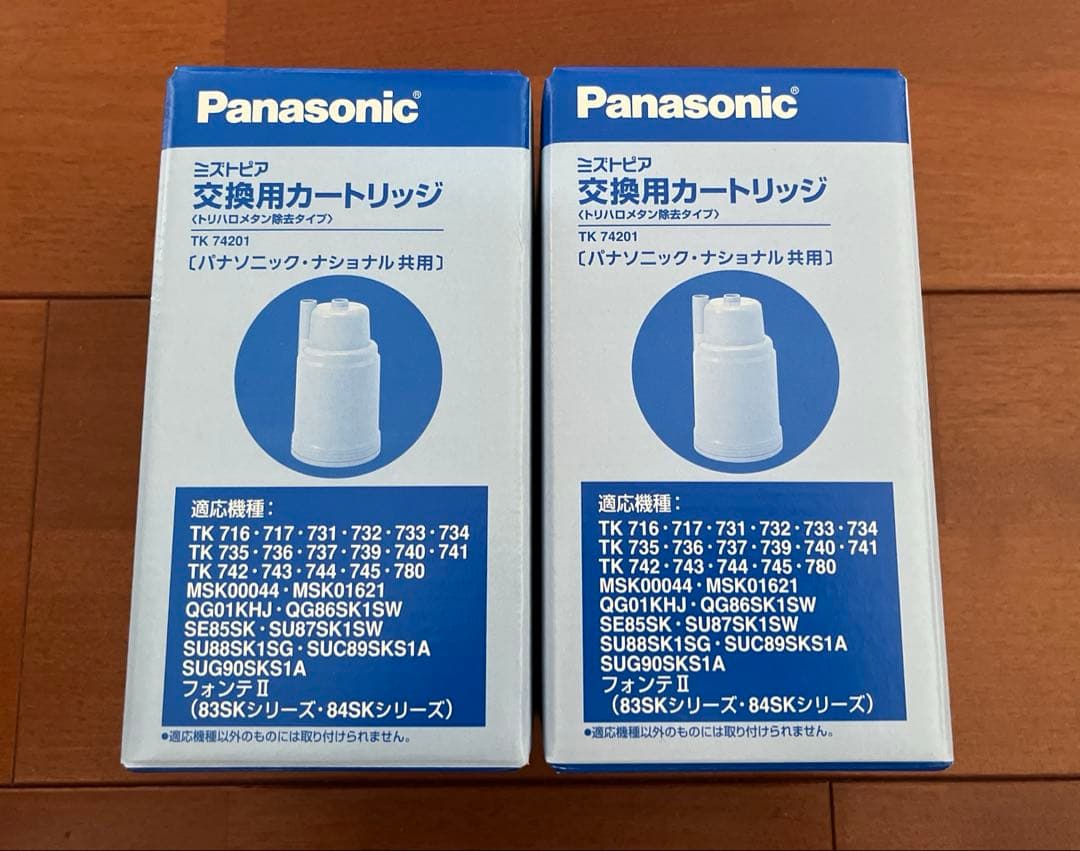 Panasonic®
ミズトピア
交換用カートリッジ
〈トリハロメタン除去タイプ〉
TK 74201
〔パナソニック・ナショナル共用〕
適応機種：
TK 716・717・731・732・733・734
TK 735・736・737・739・740・741
TK 742・743・744・745・780
MSK00044・MSK01621
QG01KHJ・QG86SK1SW
SE85SK・SU87SK1SW
SU88SK1SG・SUC89SKS1A
SUG90SKS1A
フォンテⅡ
（83SKシリーズ・84SKシリーズ）
●適応機種以外のものには取り付けられません。
Panasonic®
ミズトピア
交換用カートリッジ
〈トリハロメタン除去タイプ〉
TK 74201
〔パナソニック・ナショナル共用〕
適応機種：
TK 716・717・731・732・733・734
TK 735・736・737・739・740・741
TK 742・743・744・745・780
MSK00044・MSK01621
QG01KHJ・QG86SK1SW
SE85SK・SU87SK1SW
SU88SK1SG・SUC89SKS1A
SUG90SKS1A
フォンテⅡ
（83SKシリーズ・84SKシリーズ）
●適応機種以外のものには取り付けられません。